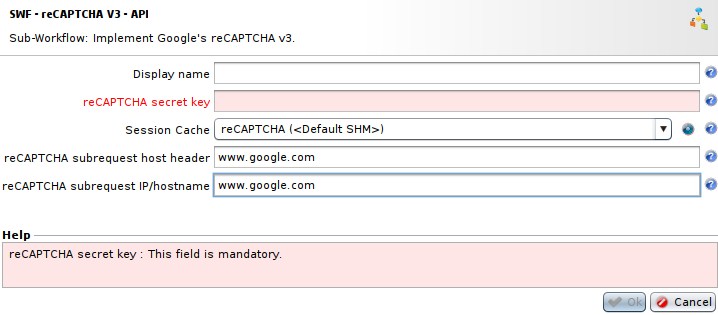 SWF - reCAPTCHA V3 - API
Sub-Workflow: Implement Google's reCAPTCHA v3.
Display name
reCAPTCHA secret key
Session Cache reCAPTCHA (<Default SHM>)
reCAPTCHA subrequest host header www.google.com
reCAPTCHA subrequest IP/hostname www.google.com
Help
reCAPTCHA secret key : This field is mandatory.
Ok Cancel